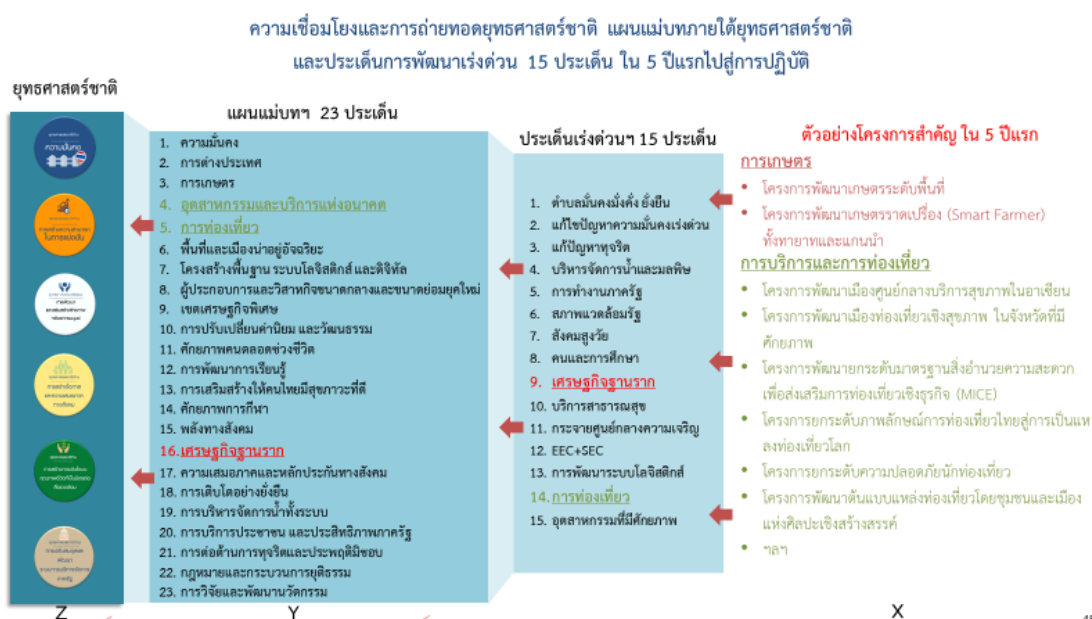 ความเชื่อมโยงและการถ่ายทอดยุทธศาสตร์ชาติ แผนแม่บทภายใต้ยุทธศาสตร์ชาติ
และประเด็นการพัฒนาเร่งด่วน 15 ประเด็น ใน 5 ปีแรกไปสู่การปฏิบัติ
ยุทธศาสตร์ชาติ
ความมั่นคง
แผนแม่บทฯ 23 ประเด็น
1. ความมั่นคง
2. การต่างประเทศ
3. การเกษตร
4. อุตสาหกรรมและบริการแห่งอนาคต
5. การท่องเที่ยว
6. พื้นที่และเมืองน่าอยู่อัจฉริยะ
7. โครงสร้างพื้นฐาน ระบบโลจิสติกส์ และดิจิทัล
8. ผู้ประกอบการและวิสาหกิจขนาดกลางและขนาดย่อมยุคใหม่
9. เขตเศรษฐกิจพิเศษ
10. การปรับเปลี่ยนค่านิยม และวัฒนธรรม
11. ศักยภาพคนตลอดช่วงชีวิต
12. การพัฒนาการเรียนรู้
13. การเสริมสร้างให้คนไทยมีสุขภาวะที่ดี
14. ศักยภาพการกีฬา
15. พลังทางสังคม
16. เศรษฐกิจฐานราก
17. ความเสมอภาคและหลักประกันทางสังคม
18. การเติบโตอย่างยั่งยืน
19. การบริหารจัดการน้ำทั้งระบบ
20. การบริการประชาชน และประสิทธิภาพภาครัฐ
21. การต่อต้านการทุจริตและประพฤติมิชอบ
22. กฎหมายและกระบวนการยุติธรรม
23. การวิจัยและพัฒนานวัตกรรม
ประเด็นเร่งด่วนฯ 15 ประเด็น
1. ตำบลมั่นคงมั่งคั่ง ยั่งยืน
2. แก้ไขปัญหาความมั่นคงเร่งด่วน
3. แก้ปัญหาทุจริต
4. บริหารจัดการน้ำและมลพิษ
5. การทำงานภาครัฐ
6. สภาพแวดล้อมรัฐ
7. สังคมสูงวัย
8. คนและการศึกษา
9. เศรษฐกิจฐานราก
10. บริการสาธารณสุข
11. กระจายศูนย์กลางความเจริญ
12. EEC+SEC
13. การพัฒนาระบบโลจิสติกส์
14. การท่องเที่ยว
15. อุตสาหกรรมที่มีศักยภาพ
ตัวอย่างโครงการสำคัญ ใน 5 ปีแรก
การเกษตร
• โครงการพัฒนาเกษตรระดับพื้นที่
• โครงการพัฒนาเกษตรราดเปรื่อง (Smart Farmer)
ทั้งทายาทและแกนนำ
การบริการและการท่องเที่ยว
• โครงการพัฒนาเมืองศูนย์กลางบริการสุขภาพในอาเซียน
• โครงการพัฒนาเมืองท่องเที่ยวเชิงสุขภาพ ในจังหวัดที่มี
ศักยภาพ
• โครงการพัฒนายกระดับมาตรฐานสิ่งอำนวยความสะดวก
เพื่อส่งเสริมการท่องเที่ยวเชิงธุรกิจ (MICE)
• โครงการยกระดับภาพลักษณ์การท่องเที่ยวไทยสู่การเป็นแห
ลงท่องเที่ยวโลก
• โครงการยกระดับความปลอดภัยนักท่องเที่ยว
• โครงการพัฒนาต้นแบบแหล่งท่องเที่ยวโดยชุมชนและเมือง
แห่งศิลปะเชิงสร้างสรรค์
• ฯลฯ
Z
Y
X